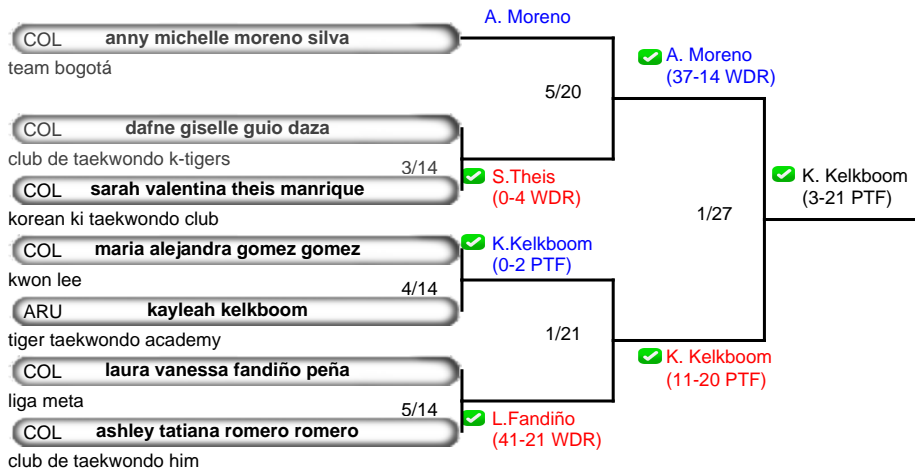 A. Moreno
COL anny michelle moreno silva
team bogotá
A. Moreno
(37-14 WDR)
5/20
COL dafne giselle guio daza
club de taekwondo k-tigers
3/14
COL sarah valentina theis manrique
korean ki taekwondo club
S.Theis
(0-4 WDR)
K. Kelkboom
(3-21 PTF)
1/27
COL maria alejandra gomez gomez
kwon lee
K.Kelkboom
(0-2 PTF)
4/14
ARU kayleah kelkboom
tiger taekwondo academy
1/21
COL laura vanessa fandiño peña
liga meta
K. Kelkboom
(11-20 PTF)
5/14
COL ashley tatiana romero romero
club de taekwondo him
L.Fandiño
(41-21 WDR)